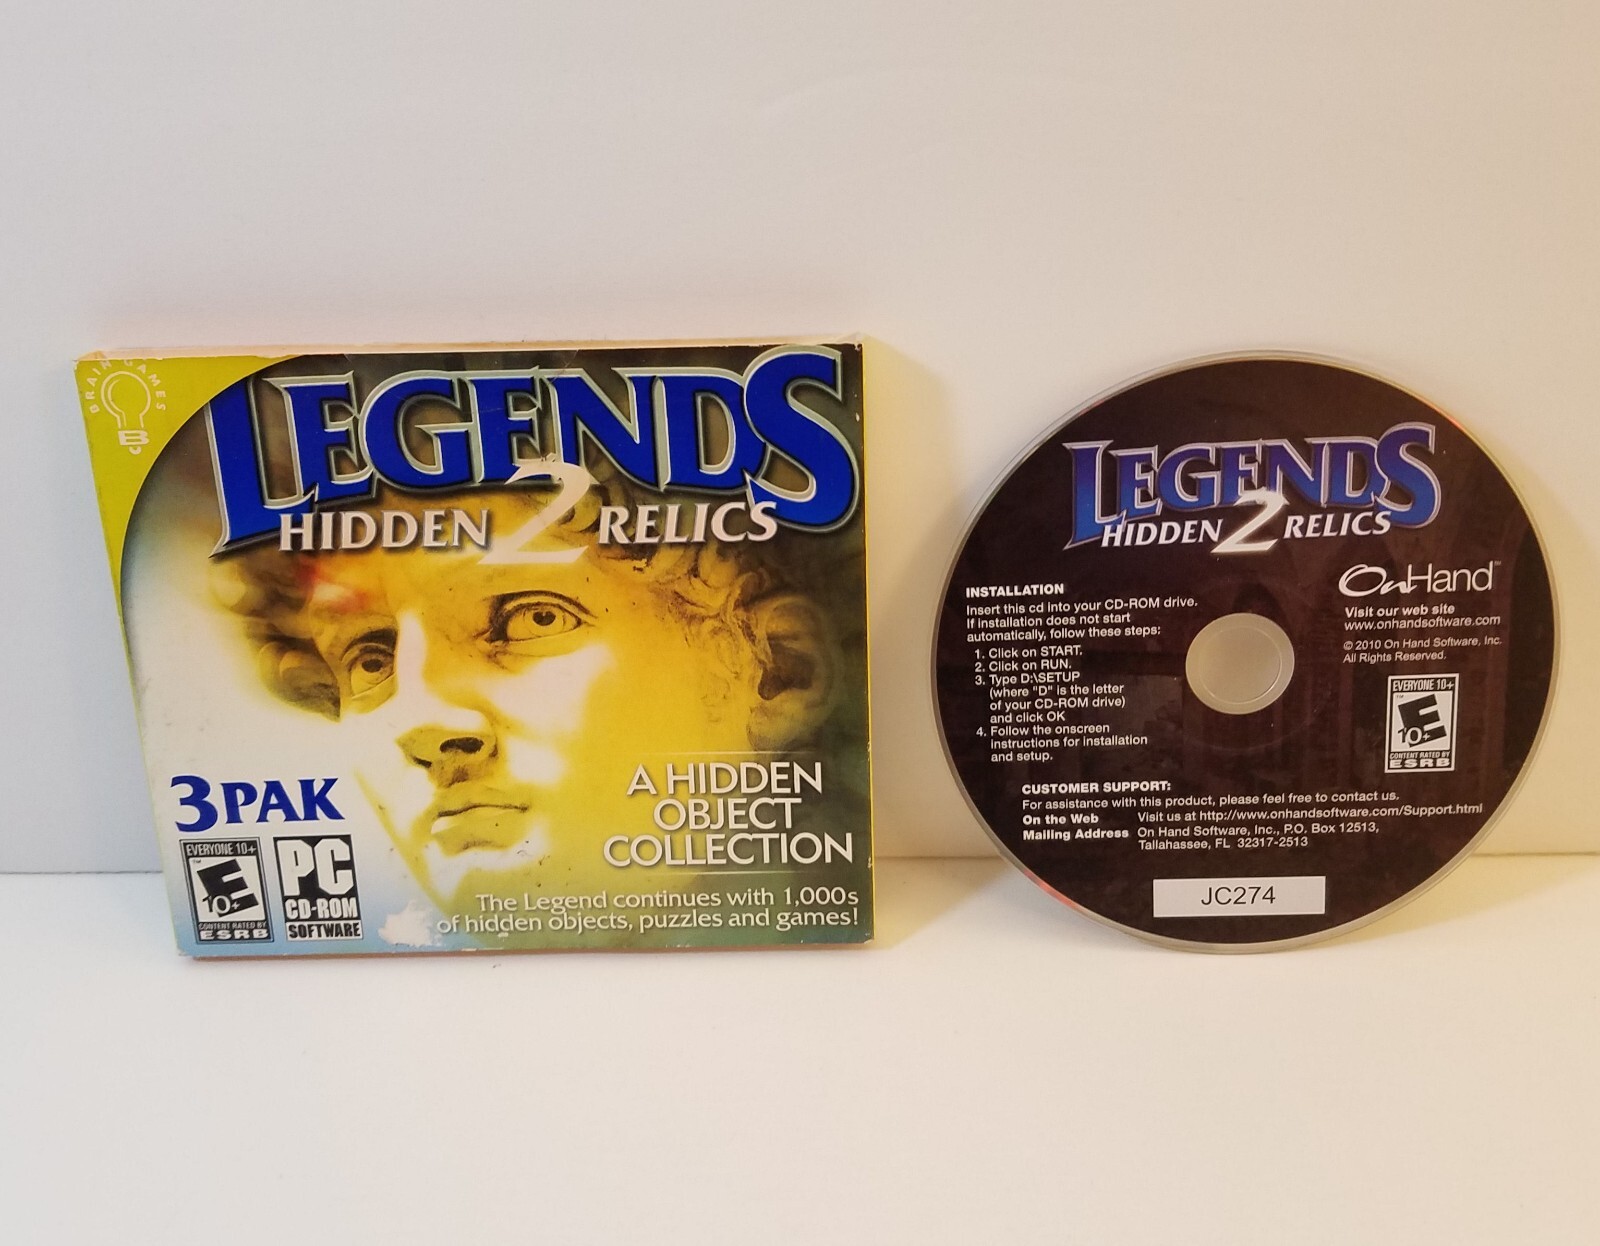 BRAIN GAMES
B
LEGENDS
HIDDEN 2 RELICS
3 PAK
EVERYONE 10+
E
10+
CONTENT RATED BY
ESRB
PC
CD-ROM
SOFTWARE
A HIDDEN
OBJECT
COLLECTION
The Legend continues with 1,000s
of hidden objects, puzzles and games!
LEGENDS
HIDDEN 2 RELICS
INSTALLATION
Insert this cd into your CD-ROM drive.
If installation does not start
automatically, follow these steps:
1. Click on START.
2. Click on RUN.
3. Type D:\SETUP
(where "D" is the letter
of your CD-ROM drive)
and click OK
4. Follow the onscreen
instructions for installation
and setup.
OnHand™
Visit our web site
www.onhandsoftware.com
© 2010 On Hand Software, Inc.
All Rights Reserved.
EVERYONE 10+
E
10+
CONTENT RATED BY
ESRB
CUSTOMER SUPPORT:
For assistance with this product, please feel free to contact us.
On the Web Visit us at http://www.onhandsoftware.com/Support.html
Mailing Address On Hand Software, Inc., P.O. Box 12513,
Tallahassee, FL 32317-2513
JC274